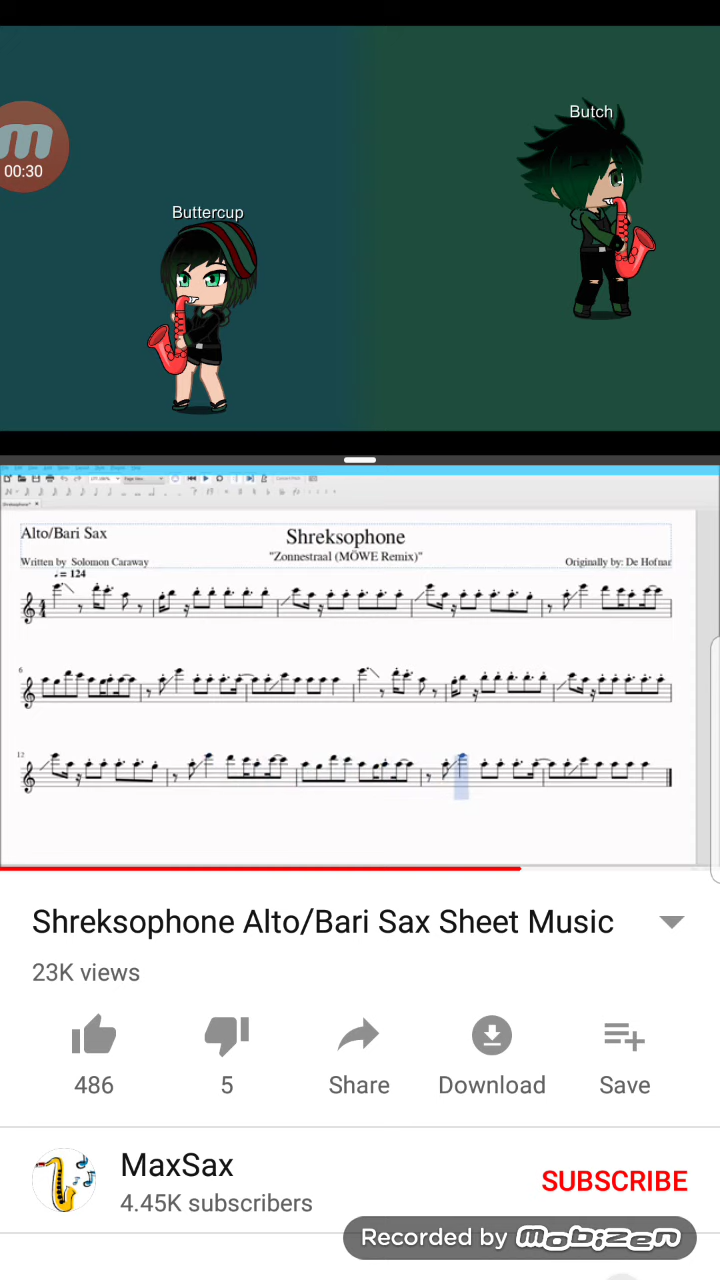 Butch
m
00:30
Buttercup
Alto/Bari Sax
Shreksophone
"Zonnestraal (MÖWE Remix)"
Written by Solomon Caraway
Originally by: De Hofnar
♩ = 124
6
12
Shreksophone Alto/Bari Sax Sheet Music
23K views
486
5
Share
Download
Save
MaxSax
4.45K subscribers
SUBSCRIBE
Recorded by mobizen